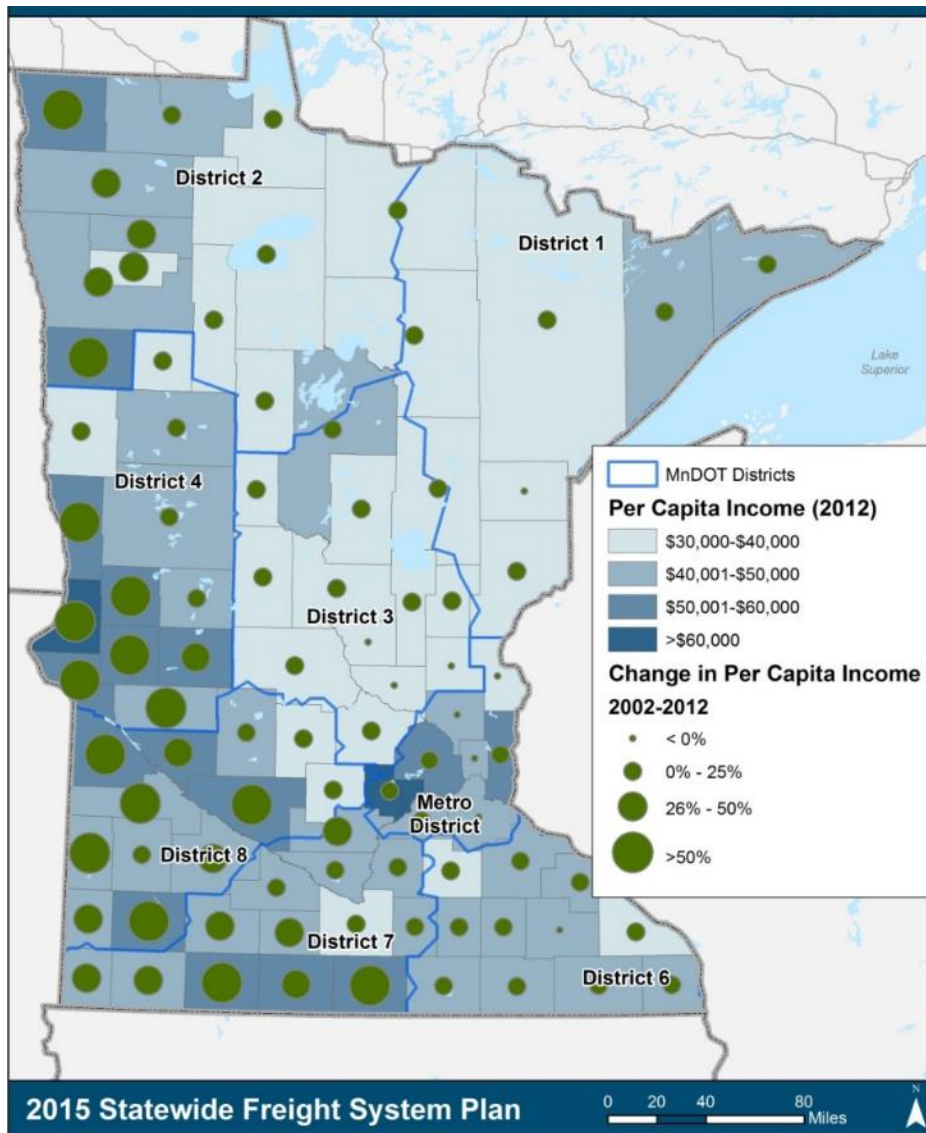 District 2
District 1
Lake
Superior
District 4
District 3
Metro
District
District 8
District 7
District 6
MnDOT Districts
Per Capita Income (2012)
$30,000-$40,000
$40,001-$50,000
$50,001-$60,000
>$60,000
Change in Per Capita Income
2002-2012
< 0%
0% - 25%
26% - 50%
>50%
2015 Statewide Freight System Plan
0 20 40 80
Miles
N